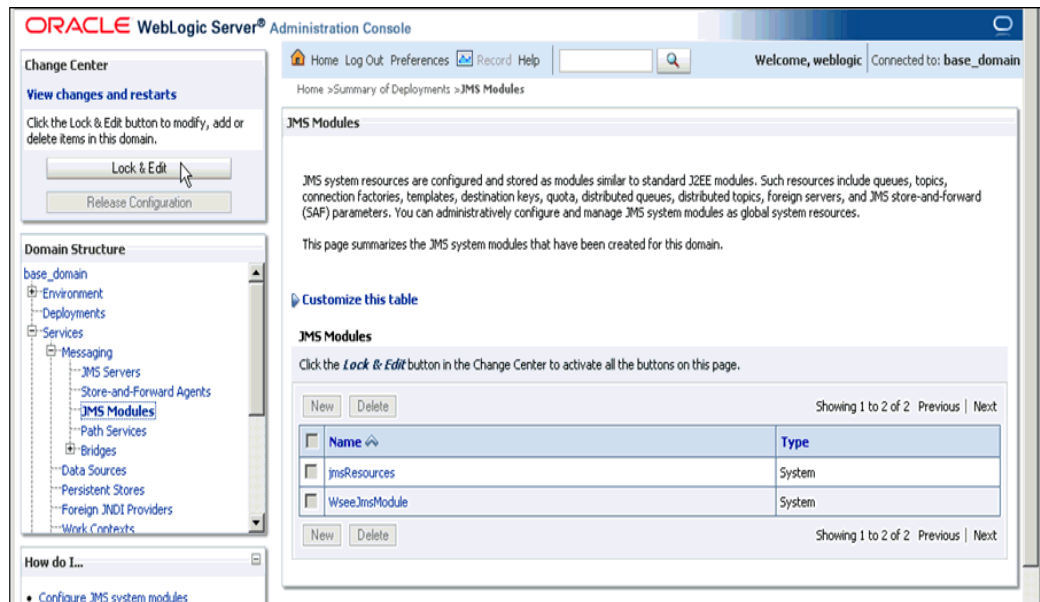 ORACLE WebLogic Server® Administration Console
Change Center
View changes and restarts
Click the Lock & Edit button to modify, add or
delete items in this domain.
Lock & Edit
Release Configuration
Domain Structure
base_domain
Environment
Deployments
Services
Messaging
JMS Servers
Store-and-Forward Agents
JMS Modules
Path Services
Bridges
Data Sources
Persistent Stores
Foreign JNDI Providers
Work Contexts
How do I...
Configure JMS system modules
Home Log Out Preferences Record Help
Welcome, weblogic Connected to: base_domain
Home >Summary of Deployments >JMS Modules
JMS Modules
JMS system resources are configured and stored as modules similar to standard J2EE modules. Such resources include queues, topics,
connection factories, templates, destination keys, quota, distributed queues, distributed topics, foreign servers, and JMS store-and-forward
(SAF) parameters. You can administratively configure and manage JMS system modules as global system resources.
This page summarizes the JMS system modules that have been created for this domain.
Customize this table
JMS Modules
Click the Lock & Edit button in the Change Center to activate all the buttons on this page.
New Delete Showing 1 to 2 of 2 Previous | Next
Name Type
jmsResources System
WseeJmsModule System
New Delete Showing 1 to 2 of 2 Previous | Next